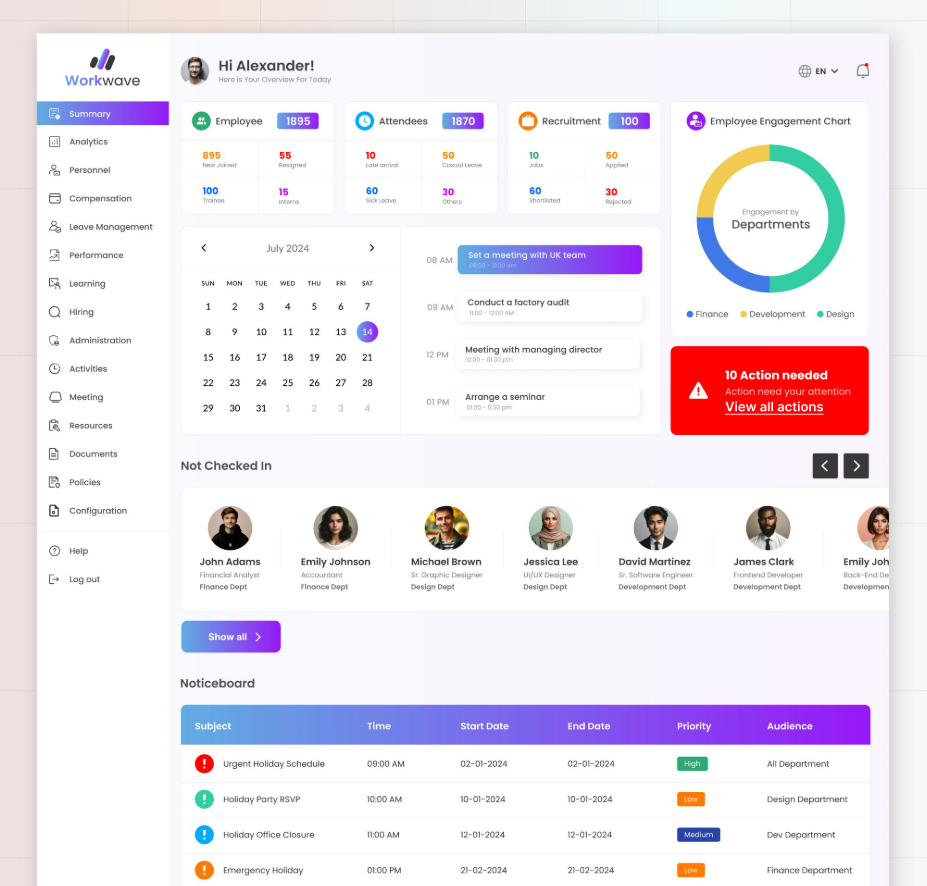 Workwave
Summary
Analytics
Personnel
Compensation
Leave Management
Performance
Learning
Hiring
Administration
Activities
Meeting
Resources
Documents
Policies
Configuration
Help
Log out
Hi Alexander!
Here is Your Overview For Today
EN
Employee 1895
895 55
New Joined Resigned
100 15
Trainee Interns
Attendees 1870
10 50
Late arrival Casual Leave
60 30
Sick Leave Others
Recruitment 100
10 50
Jobs Applied
60 30
Shortlisted Rejected
Employee Engagement Chart
Engagement by
Departments
Finance Development Design
July 2024
SUN MON TUE WED THU FRI SAT
1 2 3 4 5 6 7
8 9 10 11 12 13 14
15 16 17 18 19 20 21
22 23 24 25 26 27 28
29 30 31 1 2 3 4
08 AM
Set a meeting with UK team
09 AM
Conduct a factory audit
11:00 - 12:00 AM
12 PM
Meeting with managing director
12:00 - 01:30 pm
01 PM
Arrange a seminar
01:30 - 5:30 pm
10 Action needed
Action need your attention
View all actions
Not Checked In
John Adams
Financial Analyst
Finance Dept
Emily Johnson
Accountant
Finance Dept
Michael Brown
Sr. Graphic Designer
Design Dept
Jessica Lee
UI/UX Designer
Design Dept
David Martinez
Sr. Software Engineer
Development Dept
James Clark
Frontend Developer
Development Dept
Emily Joh
Back-End De
Developmen
Show all
Noticeboard
Subject Time Start Date End Date Priority Audience
Urgent Holiday Schedule 09:00 AM 02-01-2024 02-01-2024 High All Department
Holiday Party RSVP 10:00 AM 10-01-2024 10-01-2024 Low Design Department
Holiday Office Closure 11:00 AM 12-01-2024 12-01-2024 Medium Dev Department
Emergency Holiday 01:00 PM 21-02-2024 21-02-2024 Low Finance Department